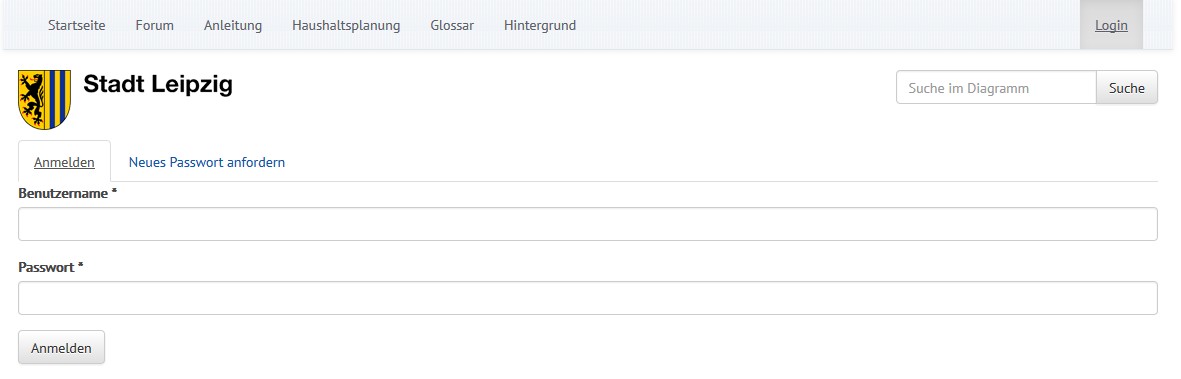 Startseite Forum Anleitung Haushaltsplanung Glossar Hintergrund Login
Stadt Leipzig
Suche im Diagramm Suche
Anmelden Neues Passwort anfordern
Benutzername *
Passwort *
Anmelden